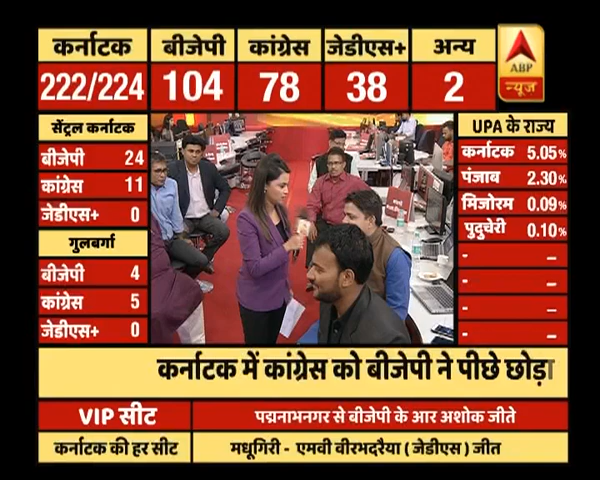 कर्नाटक बीजेपी कांग्रेस जेडीएस+ अन्य
222/224 104 78 38 2
ABP
न्यूज़
सेंट्रल कर्नाटक
बीजेपी 24
कांग्रेस 11
जेडीएस+ 0
गुलबर्गा
बीजेपी 4
कांग्रेस 5
जेडीएस+ 0
UPA के राज्य
कर्नाटक 5.05%
पंजाब 2.30%
मिजोरम 0.09%
पुदुचेरी 0.10%
- –
- –
- –
- –
कर्नाटक में कांग्रेस को बीजेपी ने पीछे छोड़ा
VIP सीट पद्मनाभनगर से बीजेपी के आर अशोक जीते
कर्नाटक की हर सीट मधूगिरी - एमवी वीरभदरैया ( जेडीएस ) जीत